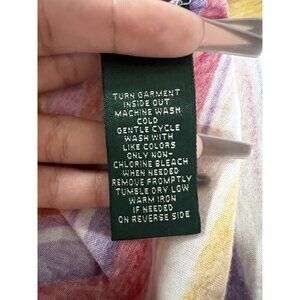 TURN GARMENT
INSIDE OUT
MACHINE WASH
COLD
GENTLE CYCLE
WASH WITH
LIKE COLORS
ONLY NON-
CHLORINE BLEACH
WHEN NEEDED
REMOVE PROMPTLY
TUMBLE DRY LOW
WARM IRON
IF NEEDED
ON REVERSE SIDE